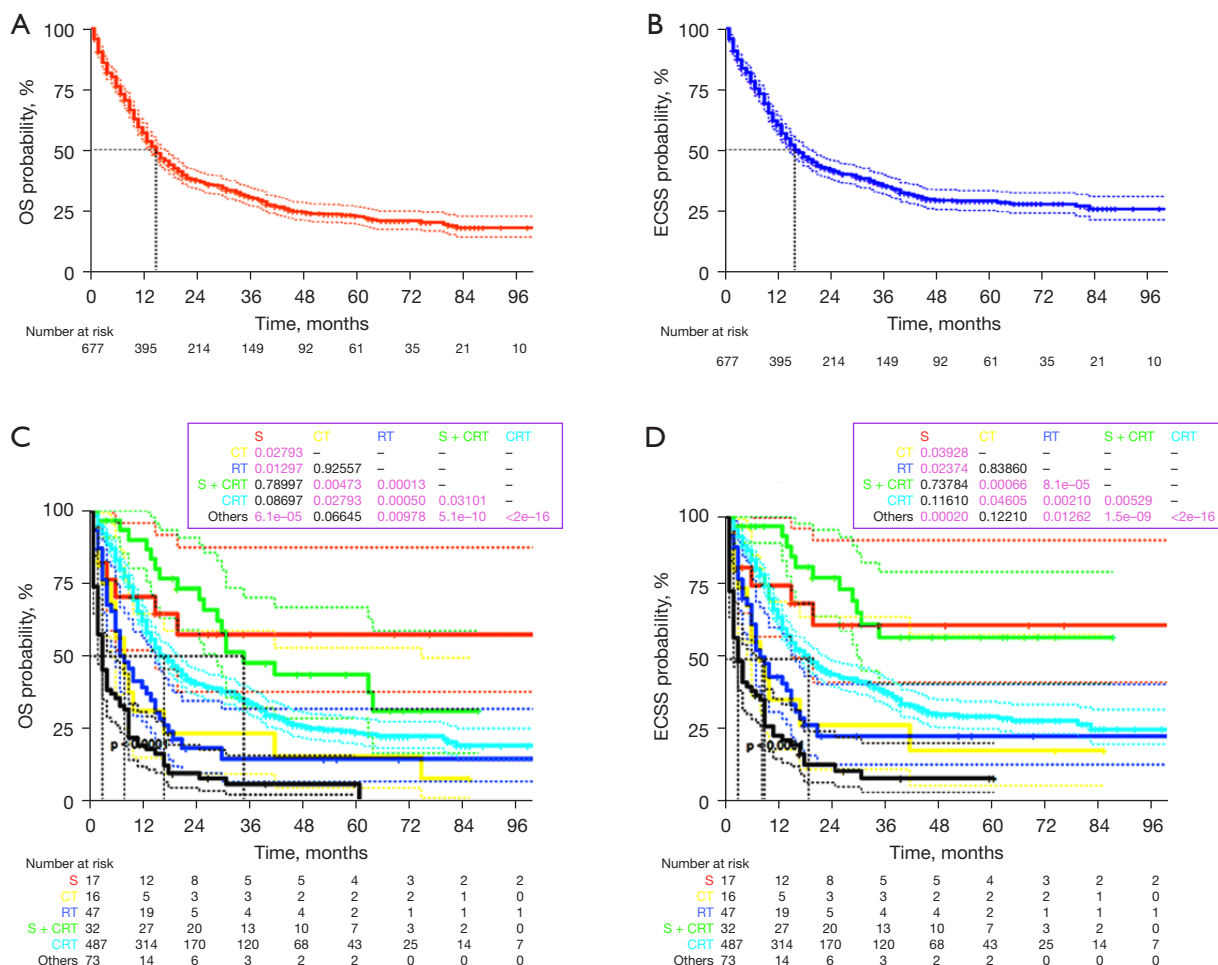 A
B
100
75
50
25
0
OS probability, %
0 12 24 36 48 60 72 84 96
Time, months
Number at risk
677 395 214 149 92 61 35 21 10
100
75
50
25
0
ECSS probability, %
0 12 24 36 48 60 72 84 96
Time, months
Number at risk
677 395 214 149 92 61 35 21 10
C
S CT RT S + CRT CRT
CT 0.02793 – – – –
RT 0.01297 0.92557 – – –
S + CRT 0.78997 0.00473 0.00013 – –
CRT 0.08697 0.02793 0.00050 0.03101 –
Others 6.1e–05 0.06645 0.00978 5.1e–10 <2e–16
100
75
50
25
0
OS probability, %
p < 0.0001
0 12 24 36 48 60 72 84 96
Time, months
Number at risk
S 17 12 8 5 5 4 3 2 2
CT 16 5 3 3 2 2 2 1 0
RT 47 19 5 4 4 2 1 1 1
S + CRT 32 27 20 13 10 7 3 2 0
CRT 487 314 170 120 68 43 25 14 7
Others 73 14 6 3 2 2 0 0 0
D
S CT RT S + CRT CRT
CT 0.03928 – – – –
RT 0.02374 0.83860 – – –
S + CRT 0.73784 0.00066 8.1e–05 – –
CRT 0.11610 0.04605 0.00210 0.00529 –
Others 0.00020 0.12210 0.01262 1.5e–09 <2e–16
100
75
50
25
0
ECSS probability, %
0 12 24 36 48 60 72 84 96
Time, months
Number at risk
S 17 12 8 5 5 4 3 2 2
CT 16 5 3 3 2 2 2 1 0
RT 47 19 5 4 4 2 1 1 1
S + CRT 32 27 20 13 10 7 3 2 0
CRT 487 314 170 120 68 43 25 14 7
Others 73 14 6 3 2 2 0 0 0